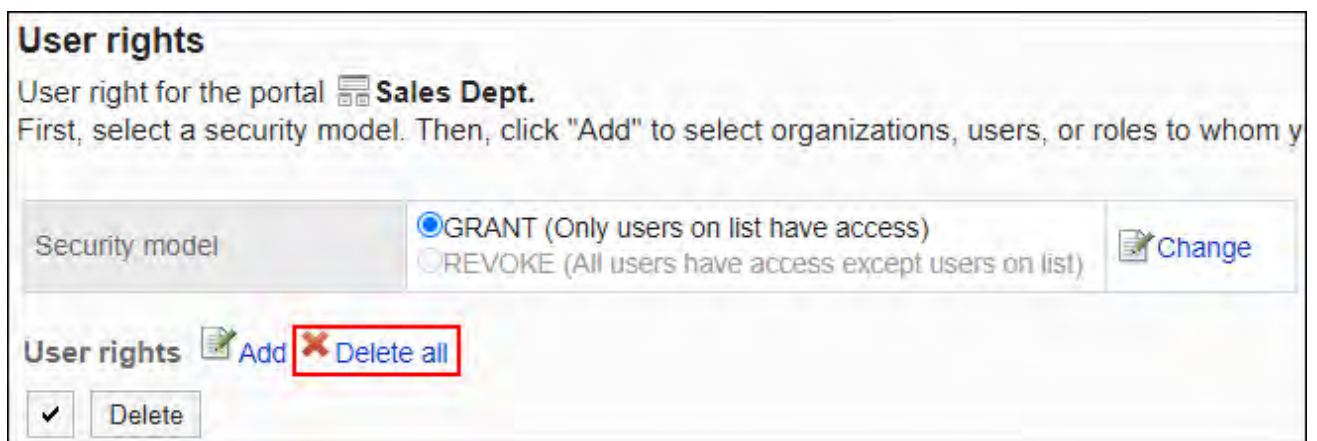 User rights
User right for the portal Sales Dept.
First, select a security model. Then, click "Add" to select organizations, users, or roles to whom y
Security model
GRANT (Only users on list have access)
REVOKE (All users have access except users on list)
Change
User rights Add Delete all
Delete